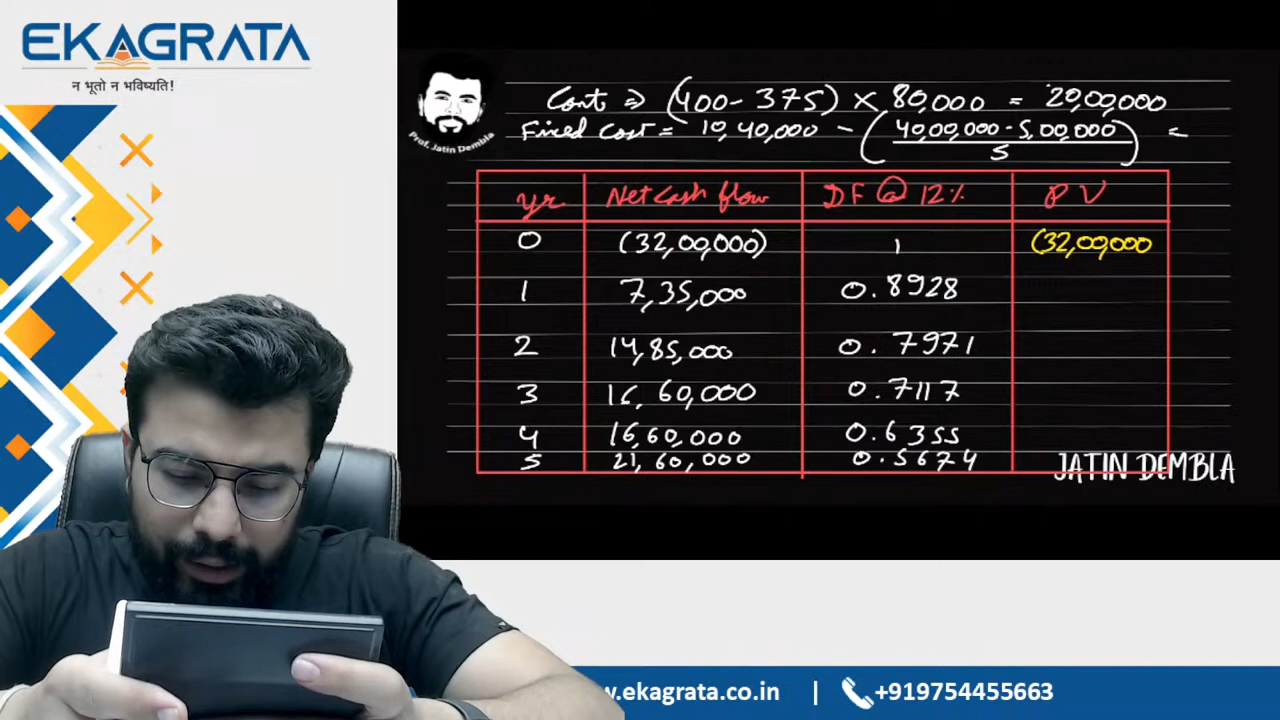 EKAGRATA
न भूतो न भविष्यति!
Prof. Jatin Dembla
Cont ⇒ (400 - 375) × 80,000 = 20,00,000
Fixed cost = 10,40,000 - (40,00,000 - 5,00,000 / 5) =
yr Net cash flow DF @ 12% PV
0 (32,00,000) 1 (32,00,000
1 7,35,000 0.8928
2 14,85,000 0.7971
3 16,60,000 0.7117
4 16,60,000 0.6355
5 21,60,000 0.5674
JATIN DEMBLA
w.ekagrata.co.in | +919754455663